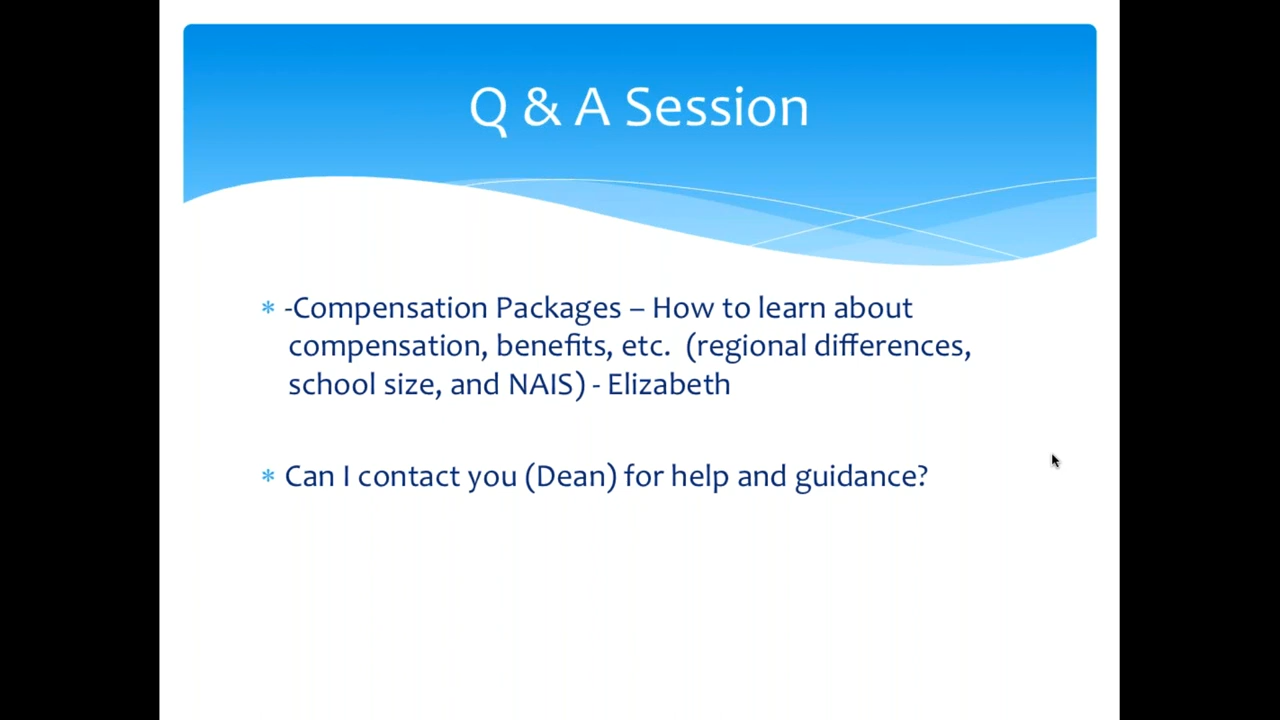 Q & A Session
* -Compensation Packages – How to learn about
compensation, benefits, etc.  (regional differences,
school size, and NAIS) - Elizabeth
* Can I contact you (Dean) for help and guidance?